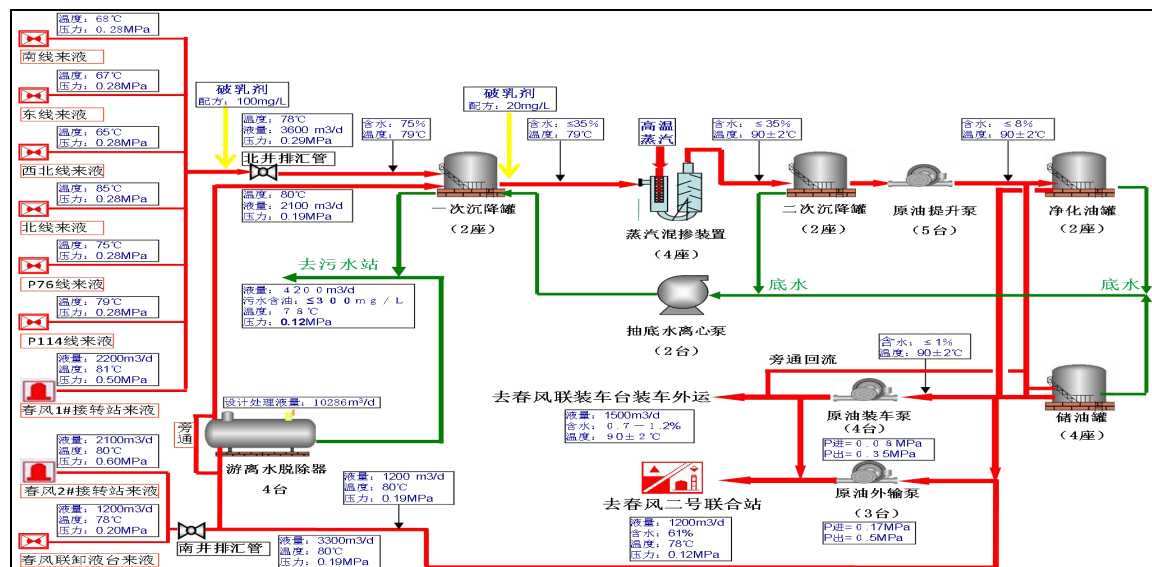 温度：68℃
压力：0.28MPa
南线来液
温度：67℃
压力：0.28MPa
东线来液
温度：65℃
压力：0.28MPa
西北线来液
温度：85℃
压力：0.28MPa
北线来液
温度：75℃
压力：0.28MPa
P76线来液
温度：79℃
压力：0.28MPa
P114线来液
液量：2200m3/d
温度：81℃
压力：0.50MPa
春风1#接转站来液
液量：2100m3/d
温度：80℃
压力：0.60MPa
春风2#接转站来液
液量：1200m3/d
温度：78℃
压力：0.20MPa
春风联卸液台来液
破乳剂
配方：100mg/L
温度：78℃
液量：3600 m3/d
压力：0.29MPa
北井排汇管
温度：80℃
液量：2100 m3/d
压力：0.19MPa
含水：75%
温度：79℃
一次沉降罐
（2座）
破乳剂
配方：20mg/L
含水：≤35%
温度：79℃
高温
蒸汽
蒸汽混掺装置
（4座）
含水：≤35%
温度：90±2℃
二次沉降罐
（2座）
原油提升泵
（5台）
含水：≤8%
温度：90±2℃
净化油罐
（2座）
去污水站
液量：4200m3/d
污水含油：≤300mg/L
温度：78℃
压力：0.12MPa
抽底水离心泵
（2台）
底水
底水
设计处理液量：10286m³/d
旁通
游离水脱除器
4台
旁通回流
含水：≤1%
温度：90±2℃
去春风联装车台装车外运
液量：1500m3/d
含水：0.7－1.2%
温度：90±2℃
原油装车泵
（4台）
P进=0.08MPa
P出=0.35MPa
储油罐
（4座）
液量：1200 m3/d
温度：80℃
压力：0.19MPa
去春风二号联合站
液量：1200m3/d
含水：61%
温度：78℃
压力：0.12MPa
原油外输泵
（3台）
P进=0.17MPa
P出=0.5MPa
南井排汇管
液量：3300m3/d
温度：80℃
压力：0.19MPa